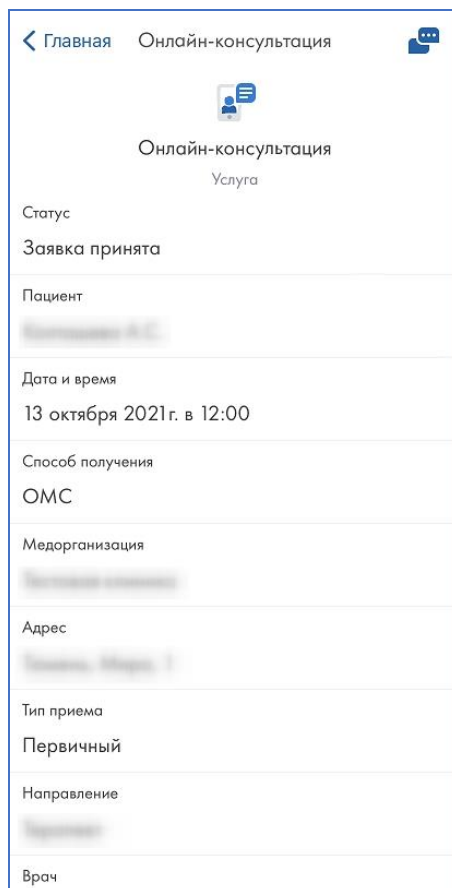 Главная Онлайн-консультация
Онлайн-консультация
Услуга
Статус
Заявка принята
Пациент
Дата и время
13 октября 2021г. в 12:00
Способ получения
ОМС
Медорганизация
Адрес
Тип приема
Первичный
Направление
Врач